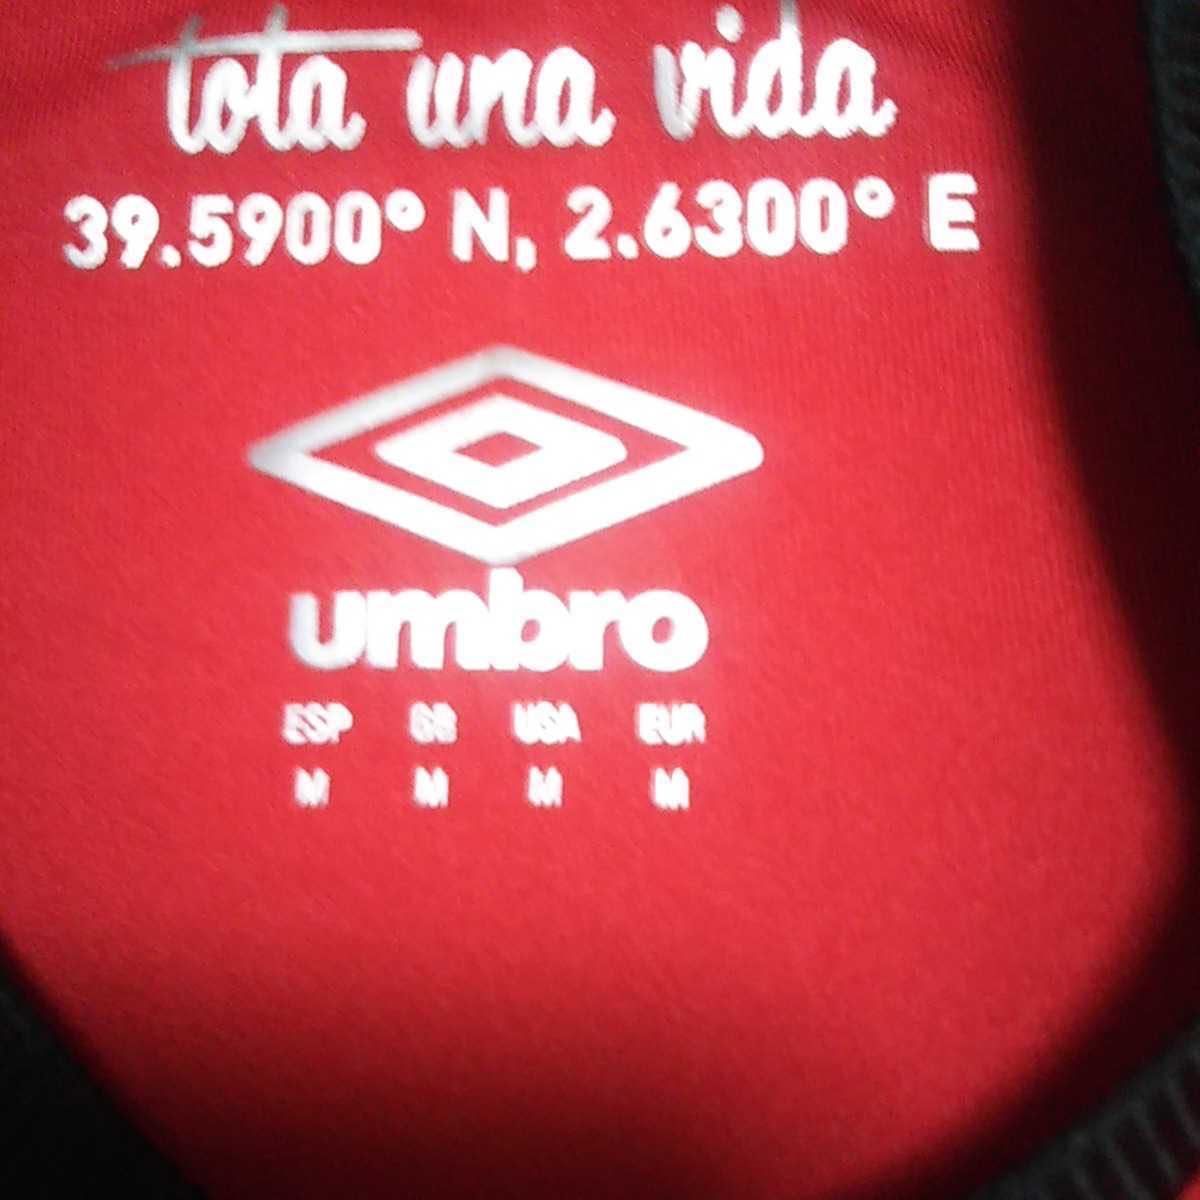 tota una vida
39.5900° N, 2.6300° E
umbro
ESP GB USA EUR
M M M M